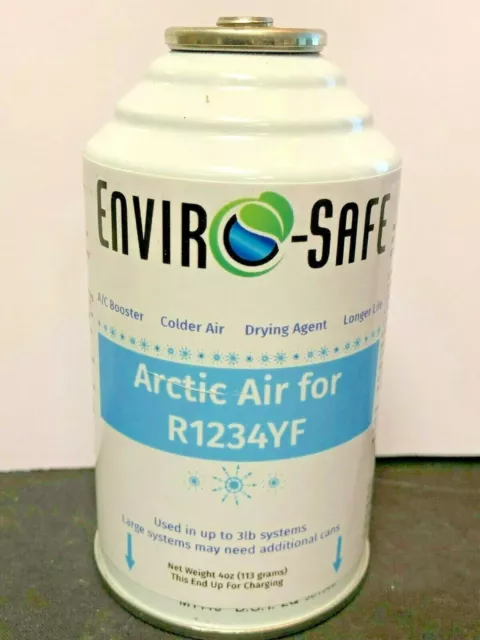 ENVIRO-SAFE
A/C Booster Colder Air Drying Agent Longer Life
Arctic Air for
R1234YF
Used in up to 3lb systems
Large systems may need additional cans
Net Weight 4oz (113 grams)
This End Up For Charging